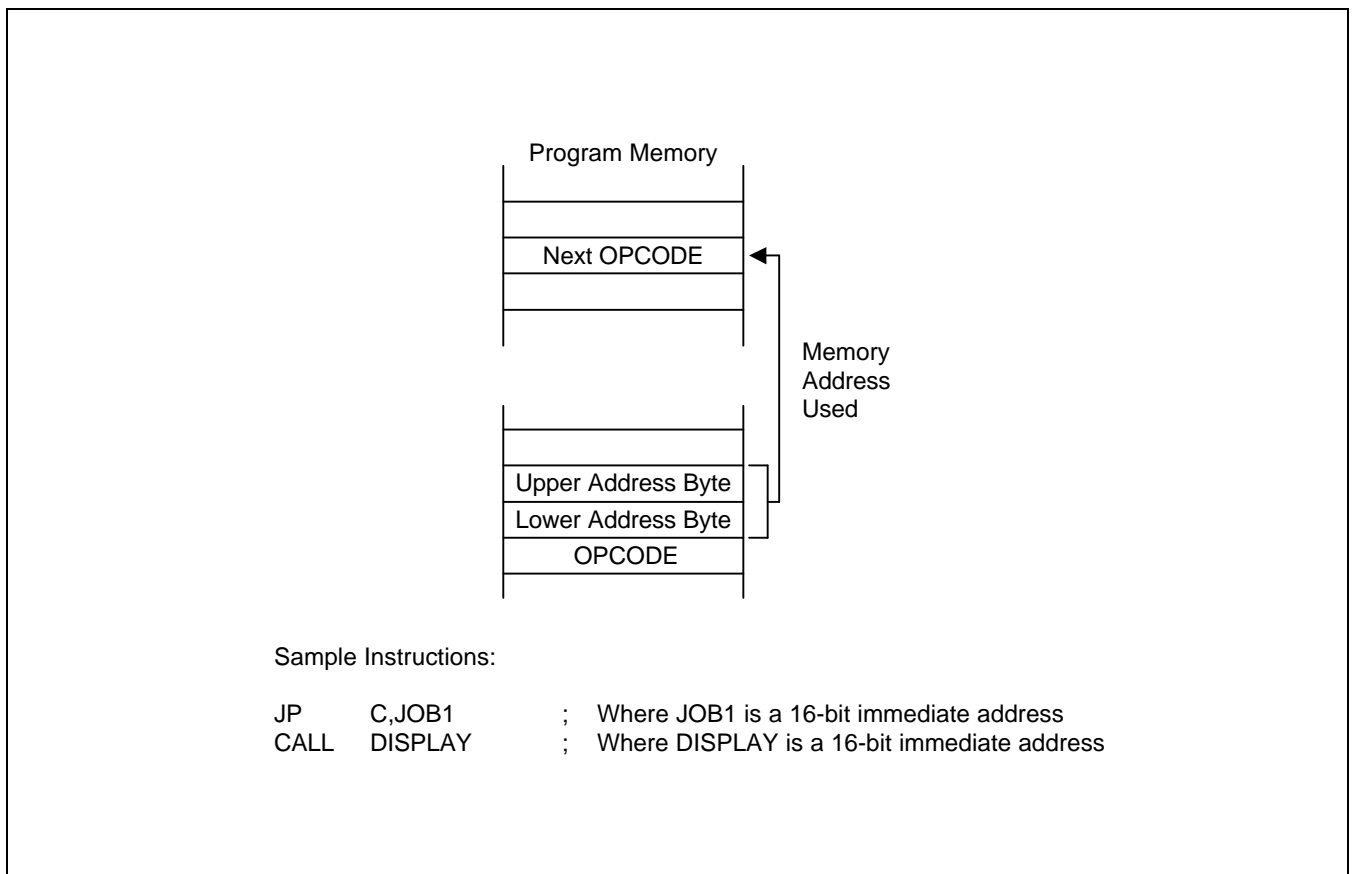 Program Memory
Next OPCODE
Memory
Address
Used
Upper Address Byte
Lower Address Byte
OPCODE
Sample Instructions:
JP C,JOB1 ; Where JOB1 is a 16-bit immediate address
CALL DISPLAY ; Where DISPLAY is a 16-bit immediate address